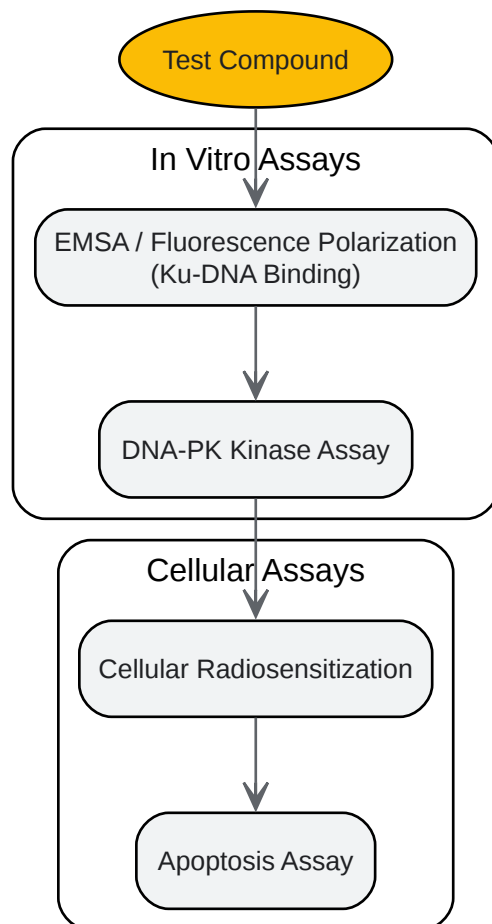 Test Compound
In Vitro Assays
EMSA / Fluorescence Polarization
(Ku-DNA Binding)
DNA-PK Kinase Assay
Cellular Assays
Cellular Radiosensitization
Apoptosis Assay